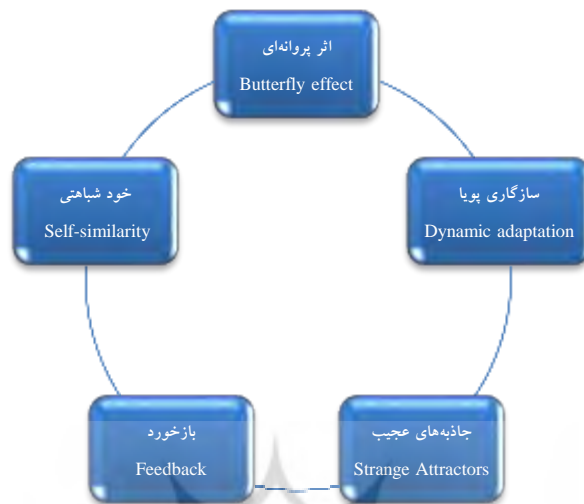 اثر پروانه‌ای
Butterfly effect
سازگاری پویا
Dynamic adaptation
جاذبه‌های عجیب
Strange Attractors
بازخورد
Feedback
خود شباهتی
Self-similarity